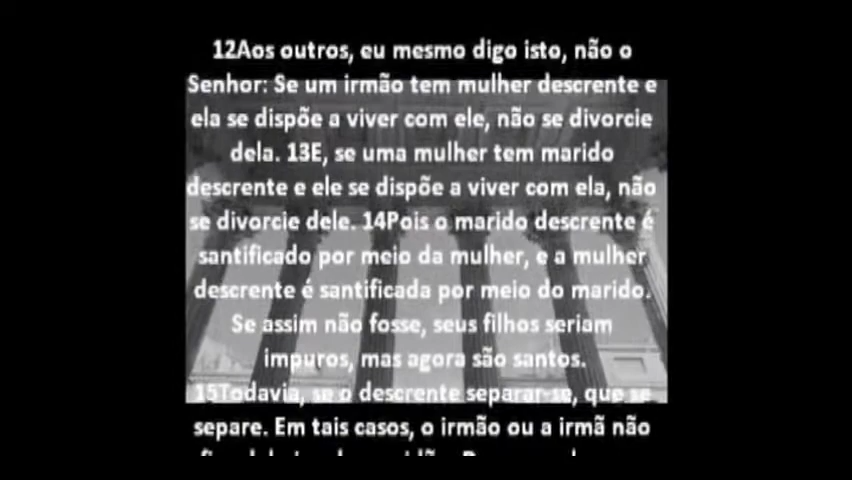 12Aos outros, eu mesmo digo isto, não o
Senhor: Se um irmão tem mulher descrente e
ela se dispõe a viver com ele, não se divorcie
dela. 13E, se uma mulher tem marido
descrente e ele se dispõe a viver com ela, não
se divorcie dele. 14Pois o marido descrente é
santificado por meio da mulher, e a mulher
descrente é santificada por meio do marido.
Se assim não fosse, seus filhos seriam
impuros, mas agora são santos.
15Todavia, se o descrente separar-se, que se
separe. Em tais casos, o irmão ou a irmã não